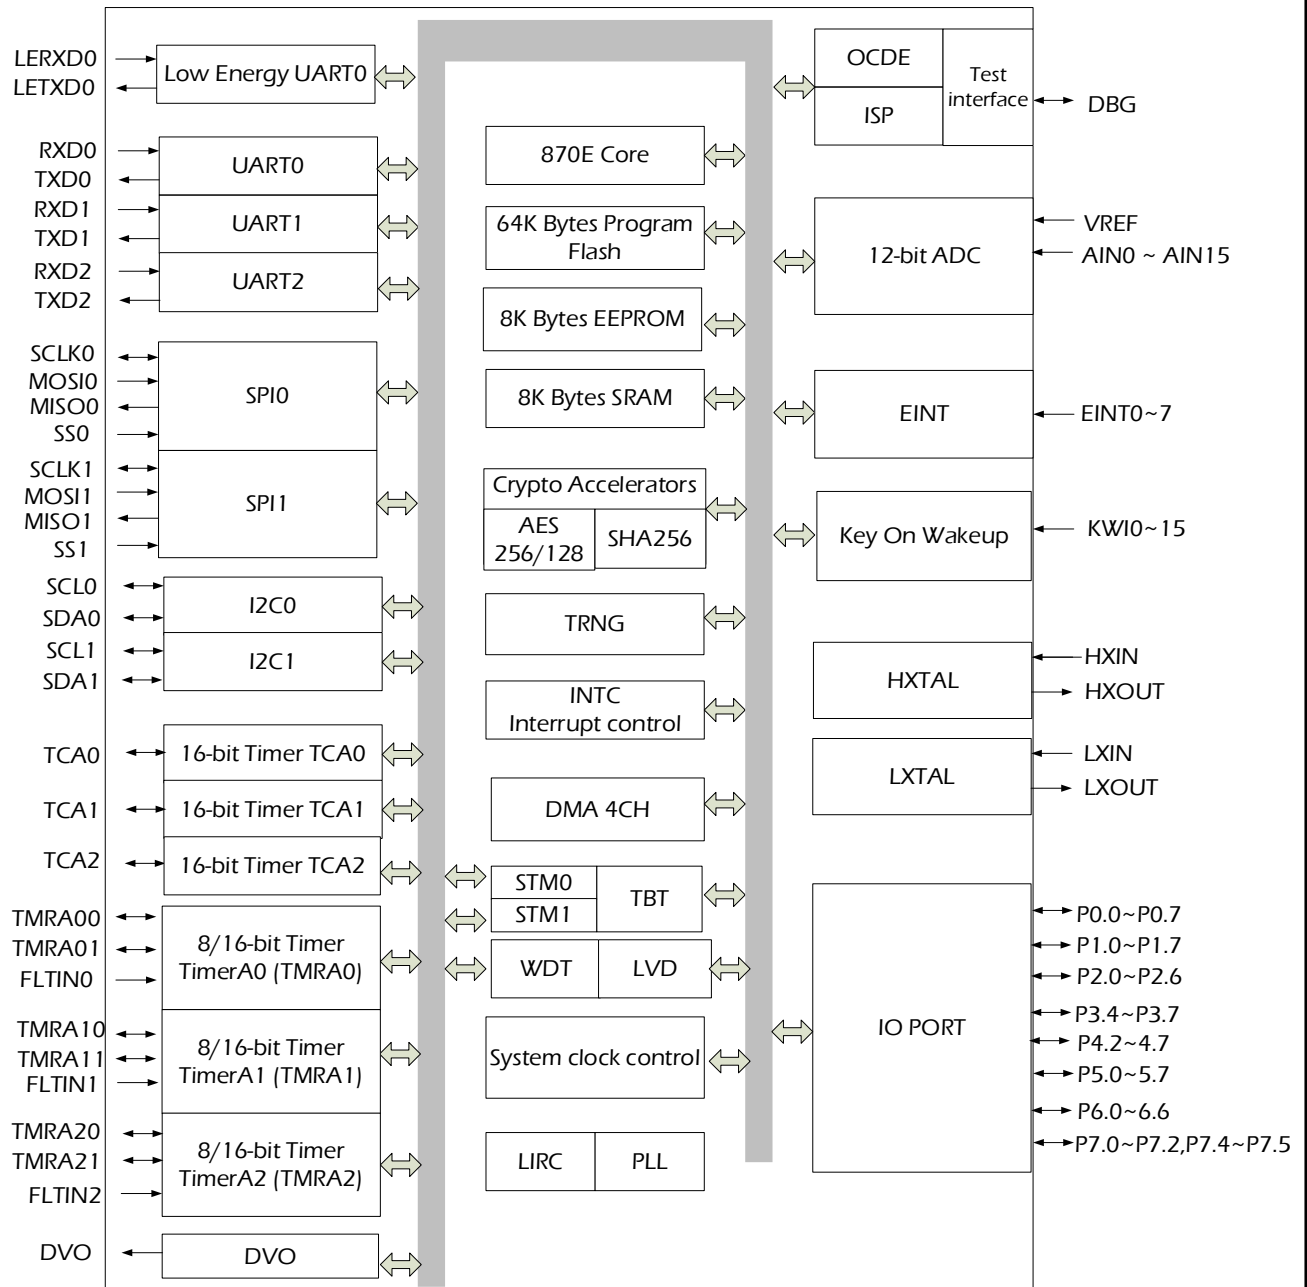 LERXD0
LETXD0
Low Energy UART0
RXD0
TXD0
UART0
RXD1
TXD1
UART1
RXD2
TXD2
UART2
SCLK0
MOSI0
MISO0
SS0
SPI0
SCLK1
MOSI1
MISO1
SS1
SPI1
SCL0
SDA0
I2C0
SCL1
SDA1
I2C1
TCA0
16-bit Timer TCA0
TCA1
16-bit Timer TCA1
TCA2
16-bit Timer TCA2
TMRA00
TMRA01
FLTIN0
8/16-bit Timer
TimerA0 (TMRA0)
TMRA10
TMRA11
FLTIN1
8/16-bit Timer
TimerA1 (TMRA1)
TMRA20
TMRA21
FLTIN2
8/16-bit Timer
TimerA2 (TMRA2)
DVO
DVO
870E Core
64K Bytes Program
Flash
8K Bytes EEPROM
8K Bytes SRAM
Crypto Accelerators
AES
256/128
SHA256
TRNG
INTC
Interrupt control
DMA 4CH
STM0
STM1
TBT
WDT
LVD
System clock control
LIRC
PLL
OCDE
ISP
Test
interface
DBG
12-bit ADC
VREF
AIN0 ~ AIN15
EINT
EINT0~7
Key On Wakeup
KWI0~15
HXTAL
HXIN
HXOUT
LXTAL
LXIN
LXOUT
IO PORT
P0.0~P0.7
P1.0~P1.7
P2.0~P2.6
P3.4~P3.7
P4.2~4.7
P5.0~5.7
P6.0~6.6
P7.0~P7.2,P7.4~P7.5